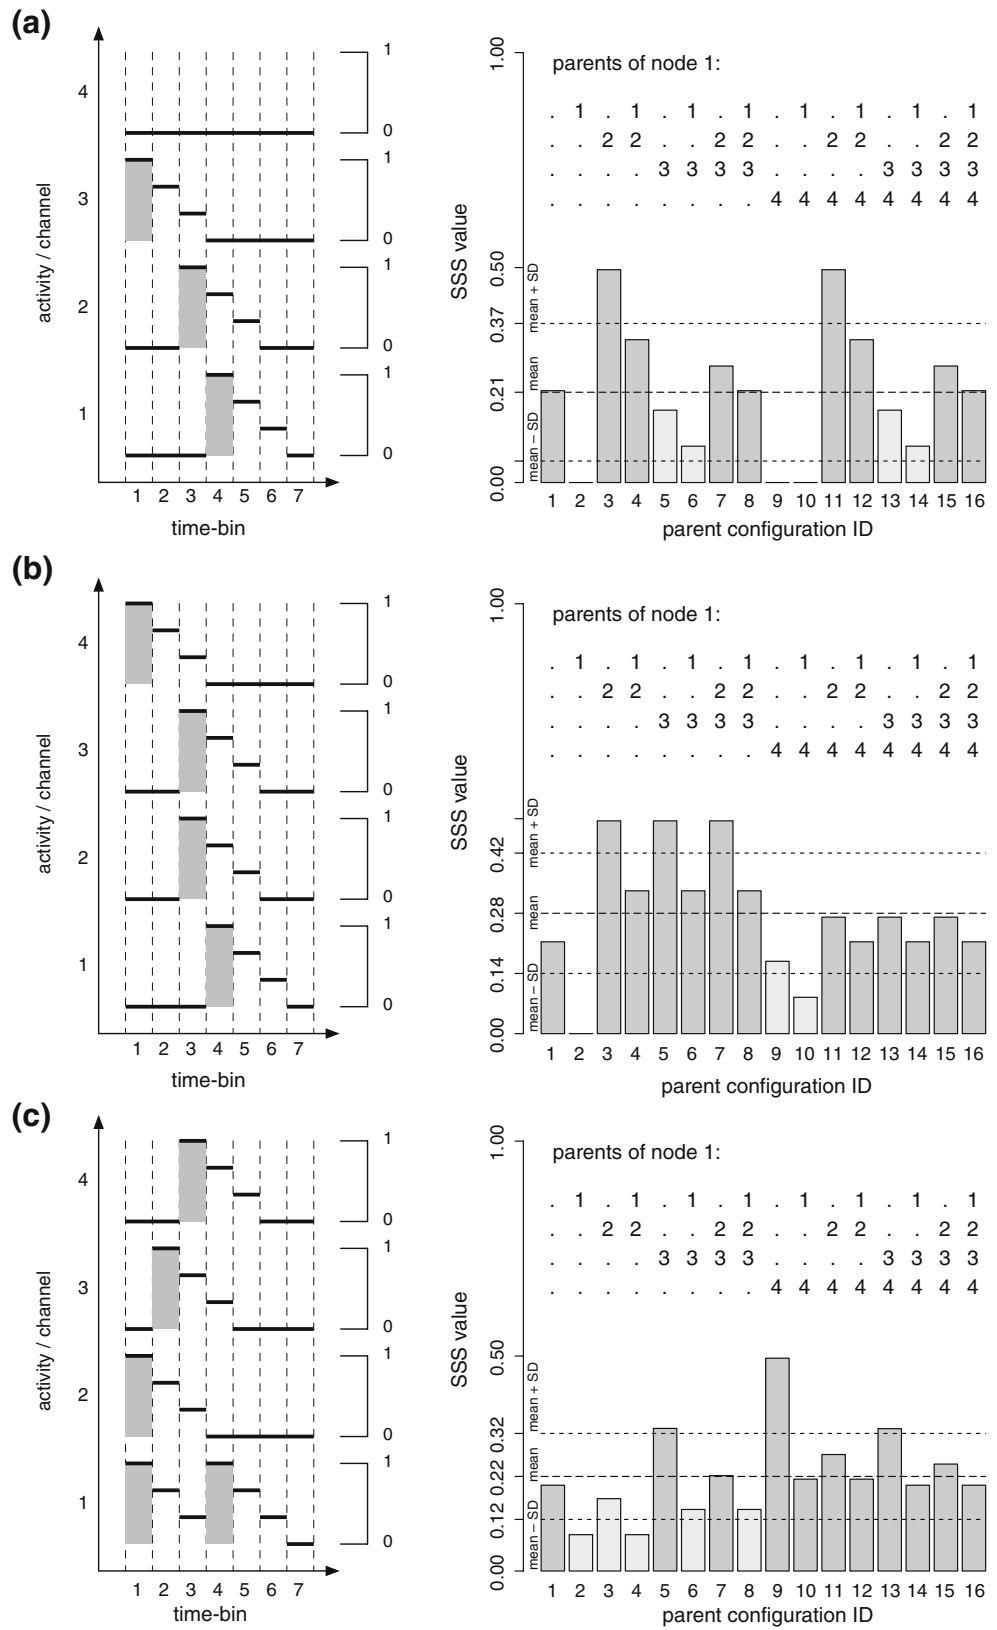 (a)
activity / channel
4
3
2
1
1
0
1
0
1
0
1
0
1 2 3 4 5 6 7
time-bin
SSS value
1.00
0.50
0.37
0.21
0.00
mean + SD
mean
mean − SD
parents of node 1:
. 1 . 1 . 1 . 1 . 1 . 1 . 1 . 1
. . 2 2 . . 2 2 . . 2 2 . . 2 2
. . . . 3 3 3 3 . . . . 3 3 3 3
. . . . . . . . 4 4 4 4 4 4 4 4
1 2 3 4 5 6 7 8 9 10 11 12 13 14 15 16
parent configuration ID
(b)
activity / channel
4
3
2
1
1
0
1
0
1
0
1
0
1 2 3 4 5 6 7
time-bin
SSS value
1.00
0.42
0.28
0.14
0.00
mean + SD
mean
mean − SD
parents of node 1:
. 1 . 1 . 1 . 1 . 1 . 1 . 1 . 1
. . 2 2 . . 2 2 . . 2 2 . . 2 2
. . . . 3 3 3 3 . . . . 3 3 3 3
. . . . . . . . 4 4 4 4 4 4 4 4
1 2 3 4 5 6 7 8 9 10 11 12 13 14 15 16
parent configuration ID
(c)
activity / channel
4
3
2
1
1
0
1
0
1
0
1
0
1 2 3 4 5 6 7
time-bin
SSS value
1.00
0.50
0.32
0.22
0.12
0.00
mean + SD
mean
mean − SD
parents of node 1:
. 1 . 1 . 1 . 1 . 1 . 1 . 1 . 1
. . 2 2 . . 2 2 . . 2 2 . . 2 2
. . . . 3 3 3 3 . . . . 3 3 3 3
. . . . . . . . 4 4 4 4 4 4 4 4
1 2 3 4 5 6 7 8 9 10 11 12 13 14 15 16
parent configuration ID